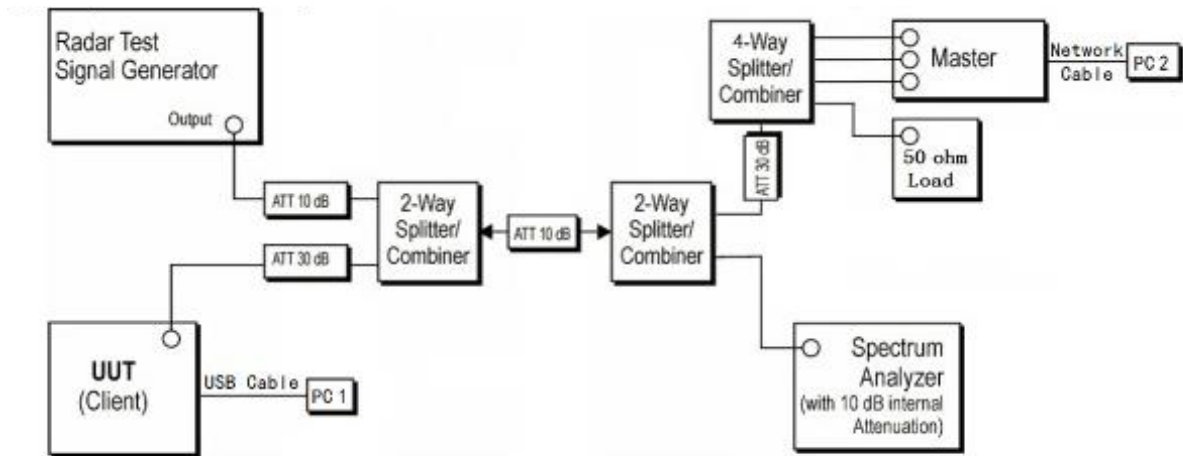 Radar Test
Signal Generator
Output
ATT 10 dB
ATT 30 dB
2-Way
Splitter/
Combiner
ATT 10 dB
2-Way
Splitter/
Combiner
ATT 30 dB
4-Way
Splitter/
Combiner
Master
Network
Cable
PC 2
50 ohm
Load
UUT
(Client)
USB Cable
PC 1
Spectrum
Analyzer
(with 10 dB internal
Attenuation)